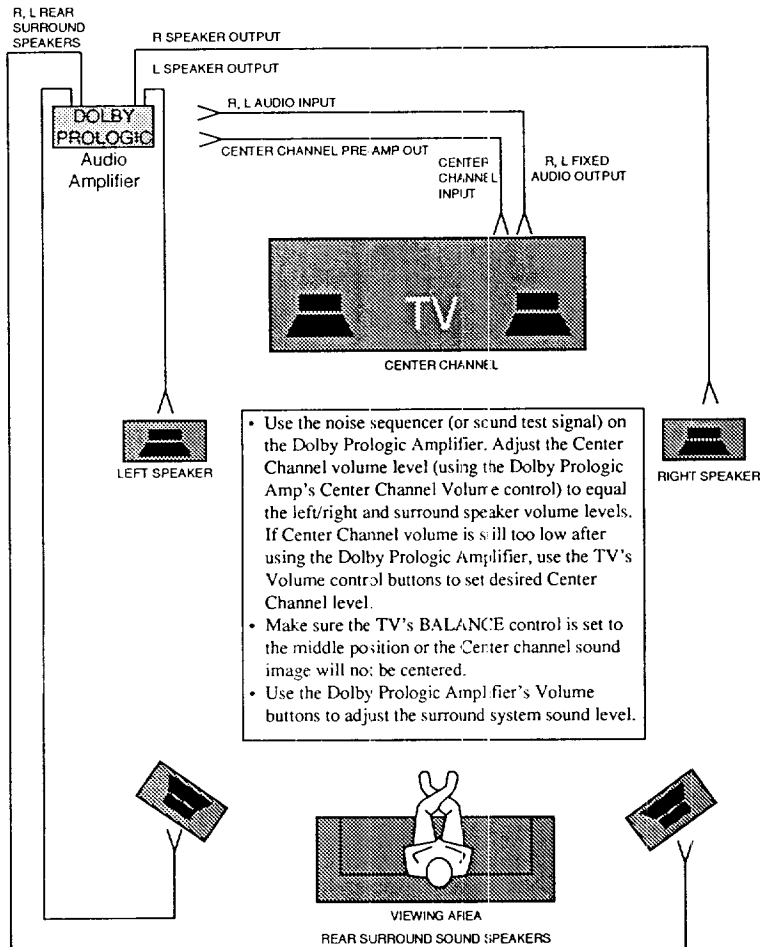 R, L REAR
SURROUND
SPEAKERS
R SPEAKER OUTPUT
L SPEAKER OUTPUT
DOLBY
PROLOGIC
Audio
Amplifier
R, L AUDIO INPUT
CENTER CHANNEL PRE-AMP OUT
CENTER
CHANNEL
INPUT
R, L FIXED
AUDIO OUTPUT
TV
CENTER CHANNEL
LEFT SPEAKER
RIGHT SPEAKER
• Use the noise sequencer (or sound test signal) on
the Dolby Prologic Amplifier. Adjust the Center
Channel volume level (using the Dolby Prologic
Amp's Center Channel Volume control) to equal
the left/right and surround speaker volume levels.
If Center Channel volume is still too low after
using the Dolby Prologic Amplifier, use the TV's
Volume control buttons to set desired Center
Channel level.
• Make sure the TV's BALANCE control is set to
the middle position or the Center channel sound
image will not be centered.
• Use the Dolby Prologic Amplifier's Volume
buttons to adjust the surround system sound level.
VIEWING AREA
REAR SURROUND SOUND SPEAKERS